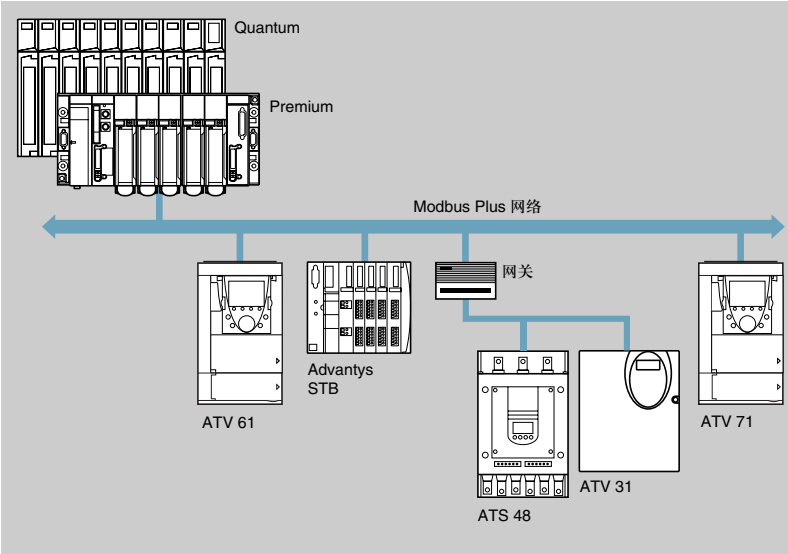 Quantum
Premium
Modbus Plus 网络
网关
Advantys
STB
ATV 61
ATV 71
ATV 31
ATS 48